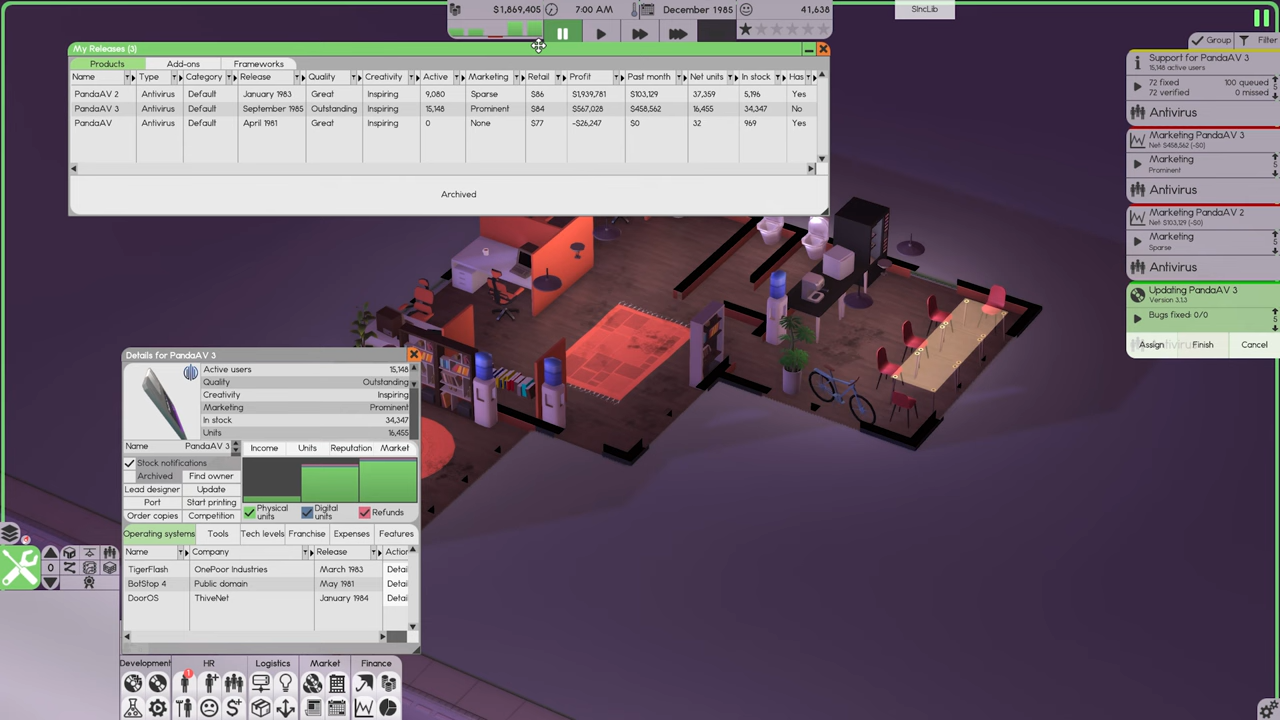 $1,869,405 7:00 AM December 1985 41,638
SIncLib
My Releases (3)
Products Add-ons Frameworks
Name Type Category Release Quality Creativity Active Marketing Retail Profit Past month Net units In stock Has
PandaAV 2 Antivirus Default January 1983 Great Inspiring 9,080 Sparse $86 $1,939,781 $103,129 37,359 5,196 Yes
PandaAV 3 Antivirus Default September 1985 Outstanding Inspiring 15,148 Prominent $84 $567,028 $458,562 16,455 34,347 No
PandaAV Antivirus Default April 1981 Great Inspiring 0 None $77 -$26,247 $0 32 969 Yes
Archived
Group Filter
Support for PandaAV 3
15,148 active users
72 fixed 100 queued
72 verified 0 missed
5
Antivirus
Marketing PandaAV 3
Net: $458,562 (-$0)
Marketing
Prominent
5
Antivirus
Marketing PandaAV 2
Net: $103,129 (-$0)
Marketing
Sparse
5
Antivirus
Updating PandaAV 3
Version 3.1.3
Bugs fixed: 0/0
5
Antivirus
Assign Finish Cancel
Details for PandaAV 3
Active users 15,148
Quality Outstanding
Creativity Inspiring
Marketing Prominent
In stock 34,347
Units 16,455
Name PandaAV 3
Income Units Reputation Market
Stock notifications
Archived Find owner
Lead designer Update
Port Start printing
Order copies Competition
Physical units Digital units Refunds
Operating systems Tools Tech levels Franchise Expenses Features
Name Company Release Action
TigerFlash OnePoor Industries March 1983 Detai
BotStop 4 Public domain May 1981 Detai
DoorOS ThiveNet January 1984 Detai
0
Development HR Logistics Market Finance
1